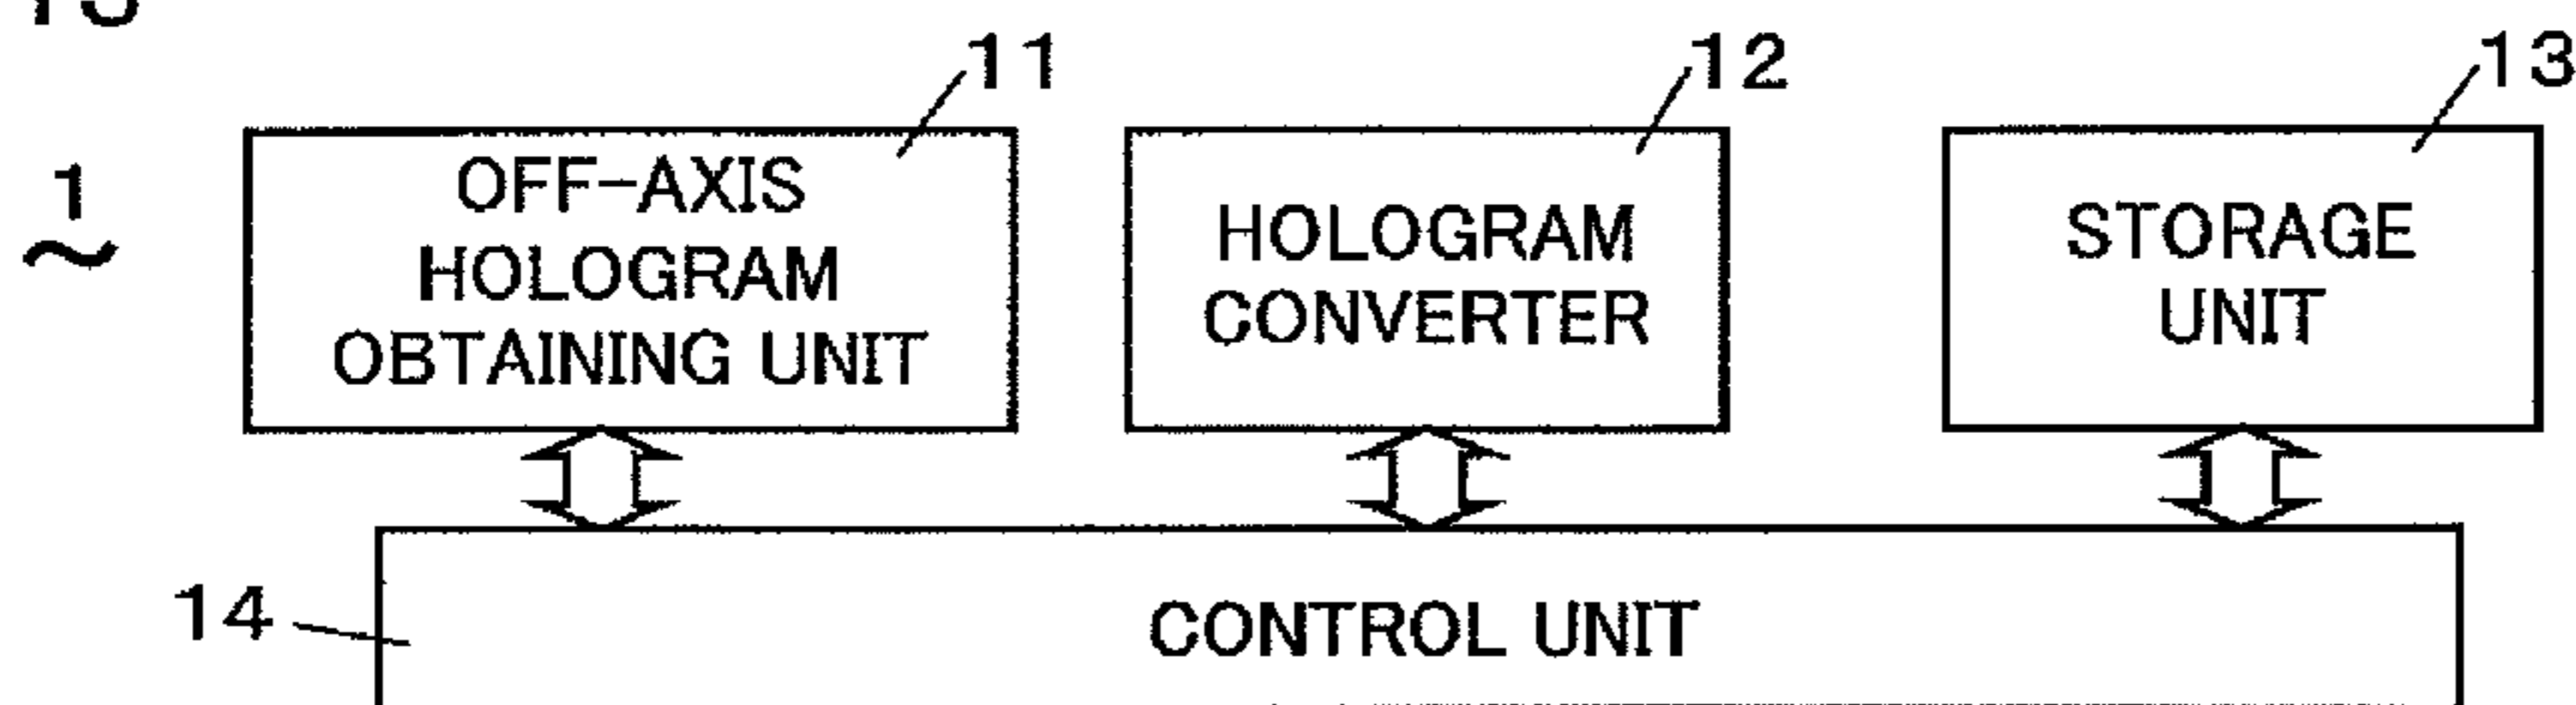 11
12
13
1
OFF-AXIS
HOLOGRAM
OBTAINING UNIT
HOLOGRAM
CONVERTER
STORAGE
UNIT
14
CONTROL UNIT